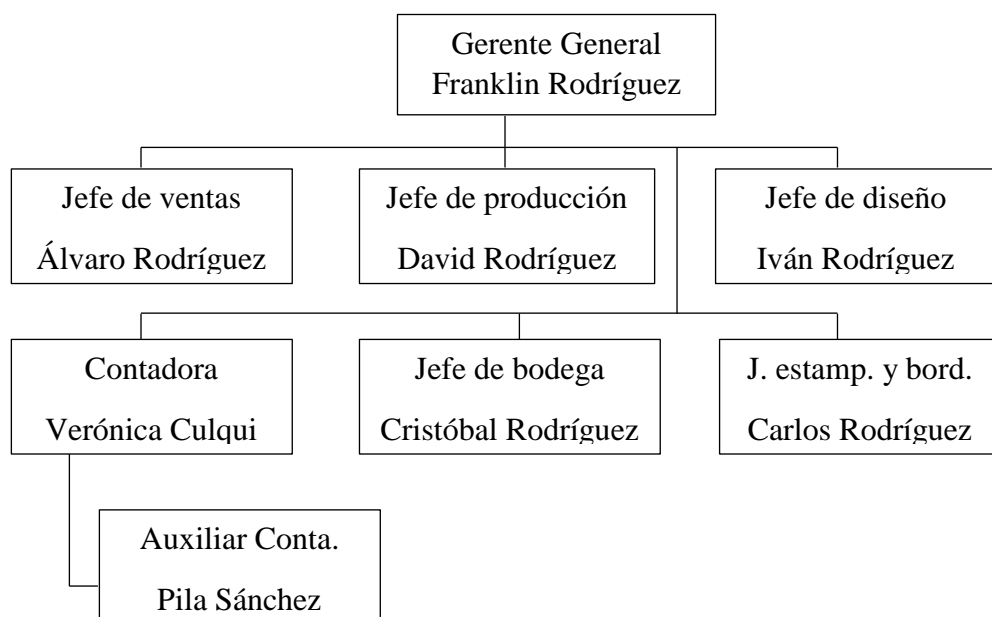 Gerente General
Franklin Rodríguez
Jefe de ventas
Álvaro Rodríguez
Jefe de producción
David Rodríguez
Jefe de diseño
Iván Rodríguez
Contadora
Verónica Culqui
Jefe de bodega
Cristóbal Rodríguez
J. estamp. y bord.
Carlos Rodríguez
Auxiliar Conta.
Pila Sánchez